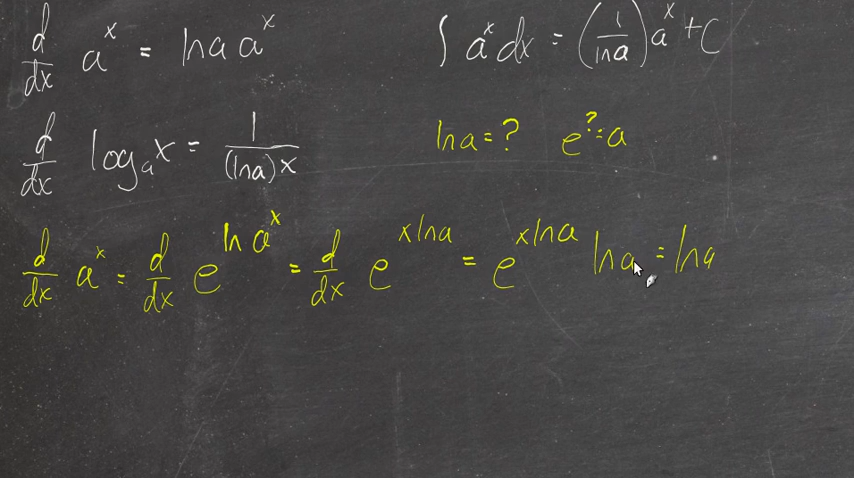 d/dx a^x = ln a a^x    ∫ a^x dx = (1/ln a) a^x + C
d/dx log_a x = 1/((ln a) x)    ln a = ?    e^? = a
d/dx a^x = d/dx e^(ln a^x) = d/dx e^(x ln a) = e^(x ln a) ln a = ln a